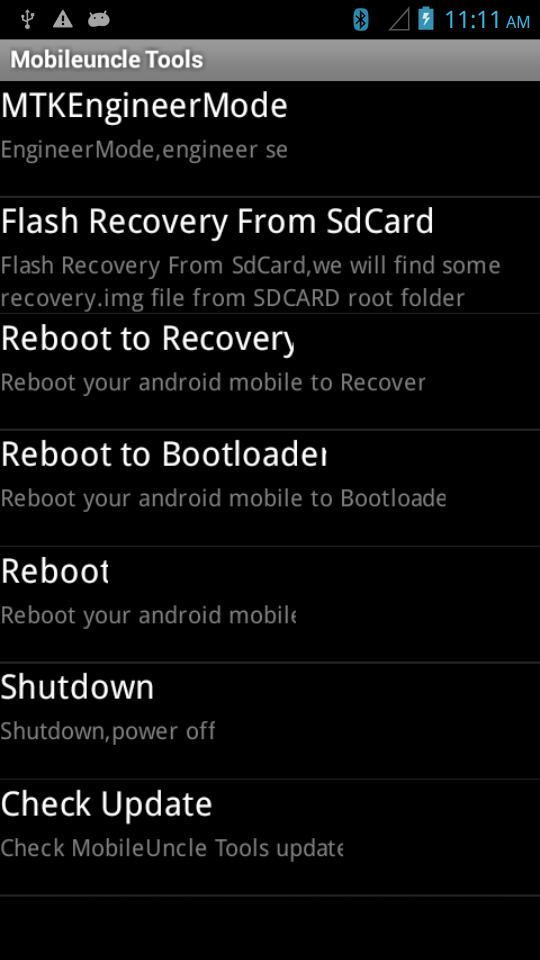 11:11 AM
Mobileuncle Tools
MTKEngineerMode
EngineerMode,engineer se
Flash Recovery From SdCard
Flash Recovery From SdCard,we will find some
recovery.img file from SDCARD root folder
Reboot to Recovery
Reboot your android mobile to Recover
Reboot to Bootloader
Reboot your android mobile to Bootloade
Reboot
Reboot your android mobile
Shutdown
Shutdown,power off
Check Update
Check MobileUncle Tools update